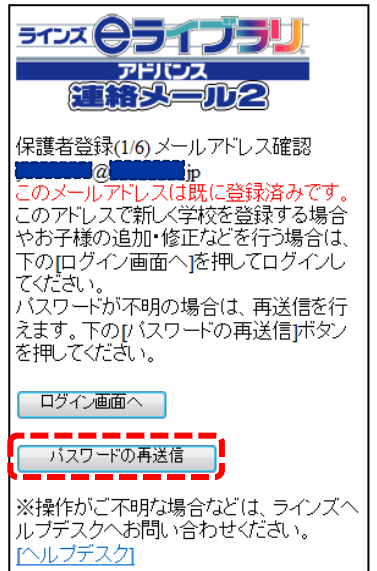 ラインズ eライブラリ
アドバンス
連絡メール2
保護者登録(1/6) メールアドレス確認
@ jp
このメールアドレスは既に登録済みです。
このアドレスで新しく学校を登録する場合
やお子様の追加・修正などを行う場合は、
下の[ログイン画面へ]を押してログインし
てください。
パスワードが不明の場合は、再送信を行
えます。下の[パスワードの再送信]ボタン
を押してください。
ログイン画面へ
パスワードの再送信
※操作がご不明な場合などは、ラインズヘ
ルプデスクへお問い合わせください。
[ヘルプデスク]